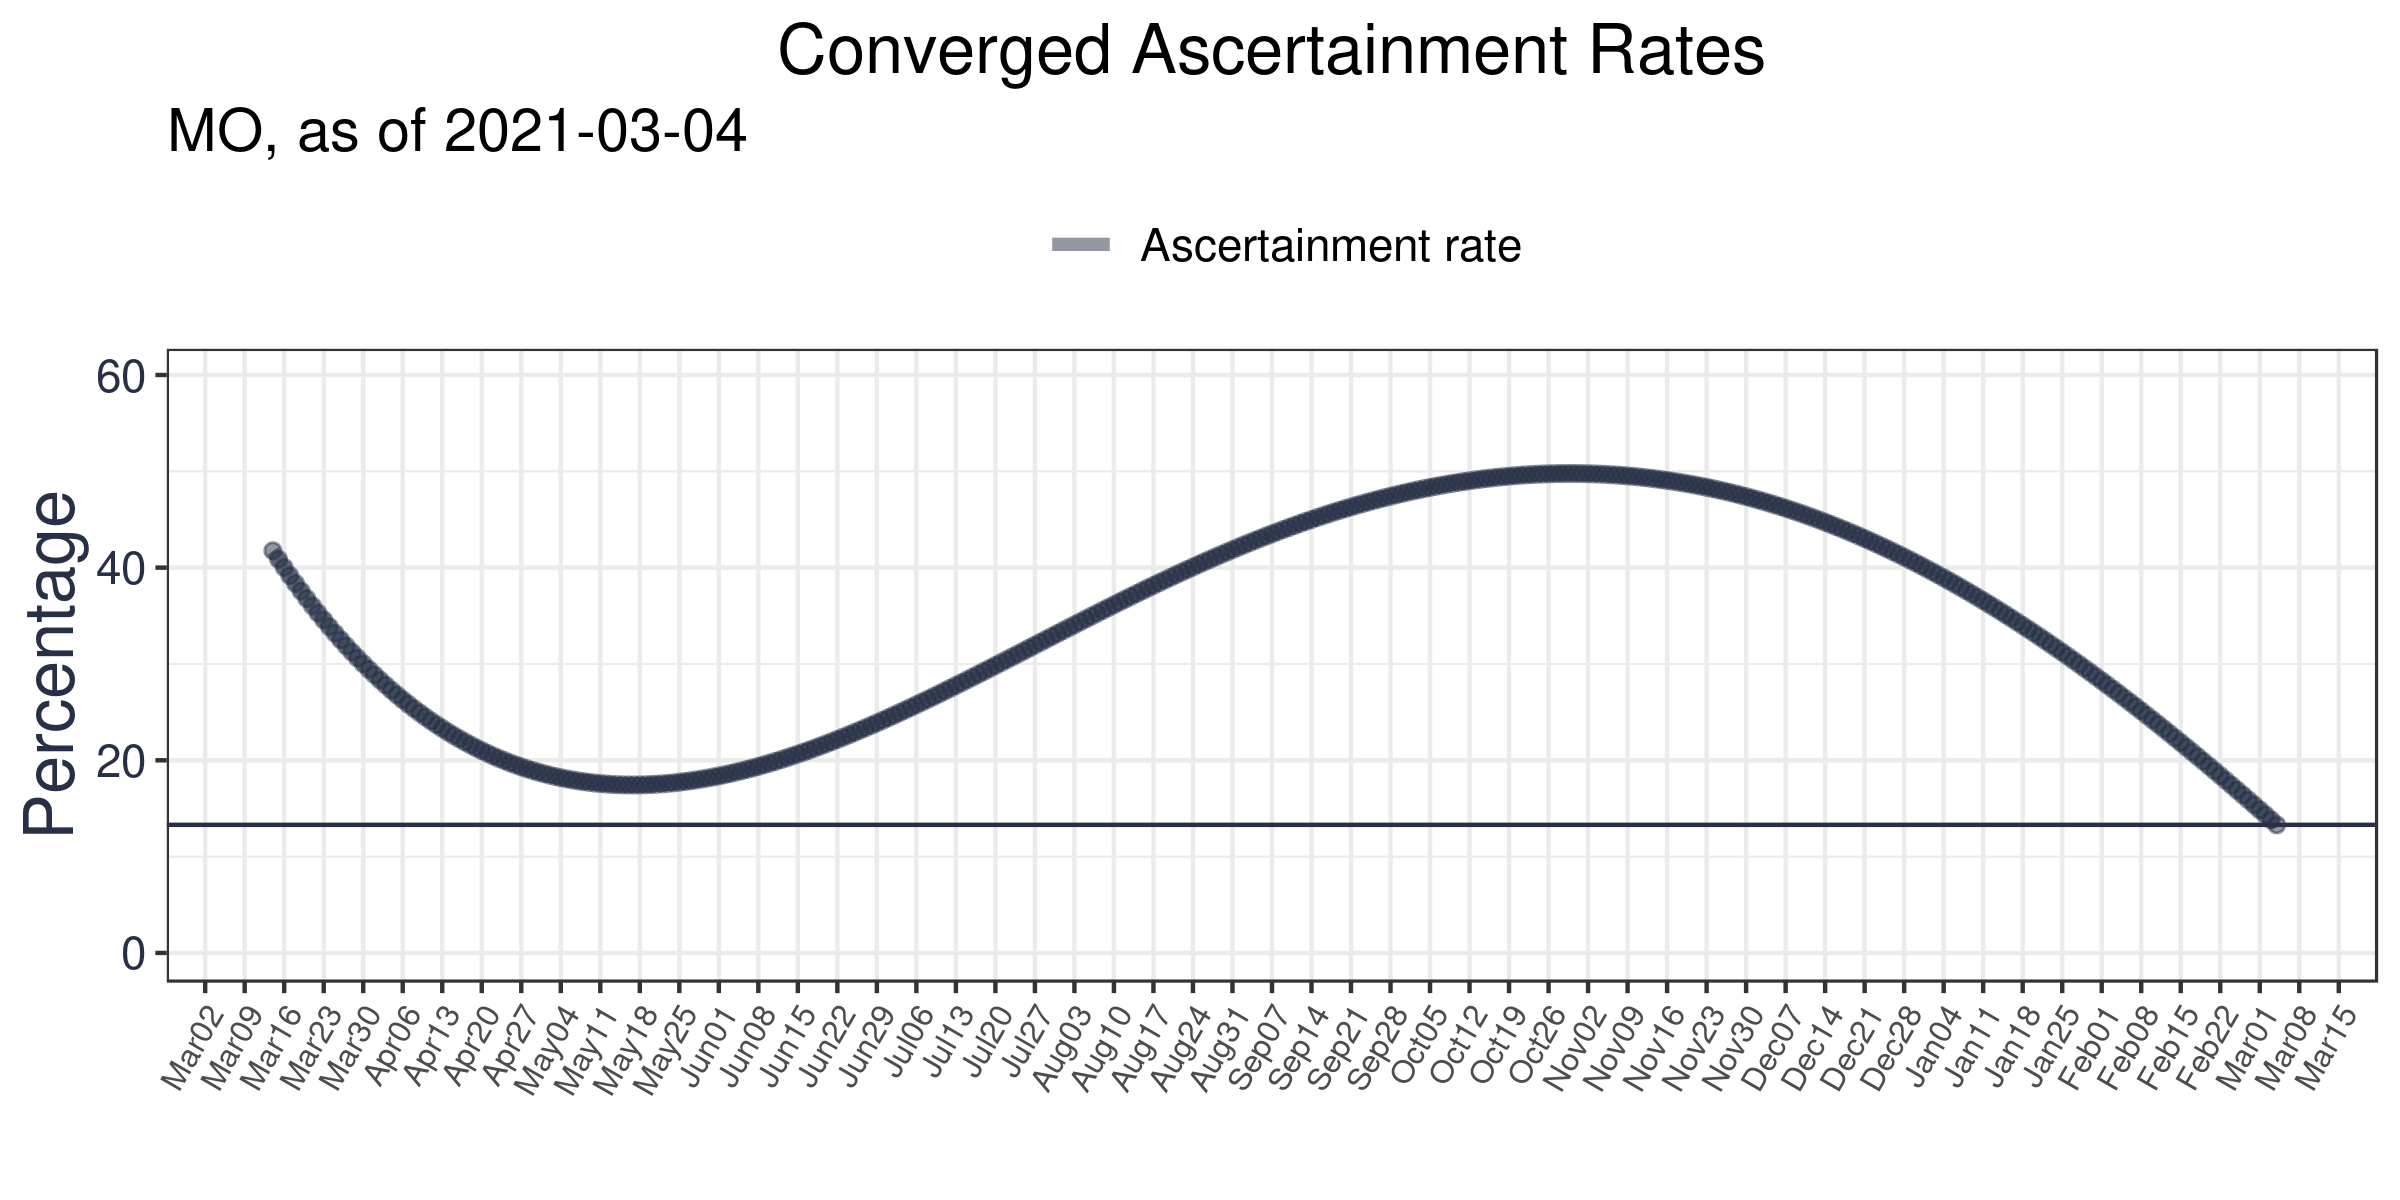 Converged Ascertainment Rates
MO, as of 2021-03-04
Ascertainment rate
Percentage
60
40
20
0
Mar02
Mar09
Mar16
Mar23
Mar30
Apr06
Apr13
Apr20
Apr27
May04
May11
May18
May25
Jun01
Jun08
Jun15
Jun22
Jun29
Jul06
Jul13
Jul20
Jul27
Aug03
Aug10
Aug17
Aug24
Aug31
Sep07
Sep14
Sep21
Sep28
Oct05
Oct12
Oct19
Oct26
Nov02
Nov09
Nov16
Nov23
Nov30
Dec07
Dec14
Dec21
Dec28
Jan04
Jan11
Jan18
Jan25
Feb01
Feb08
Feb15
Feb22
Mar01
Mar08
Mar15